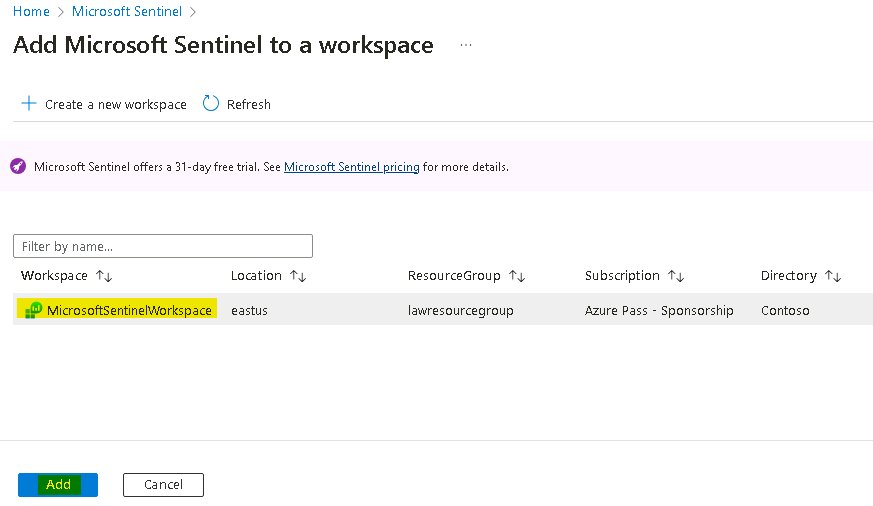 Home > Microsoft Sentinel >
Add Microsoft Sentinel to a workspace ...
Create a new workspace Refresh
Microsoft Sentinel offers a 31-day free trial. See Microsoft Sentinel pricing for more details.
Filter by name...
Workspace Location ResourceGroup Subscription Directory
MicrosoftSentinelWorkspace eastus lawresourcegroup Azure Pass - Sponsorship Contoso
Add Cancel